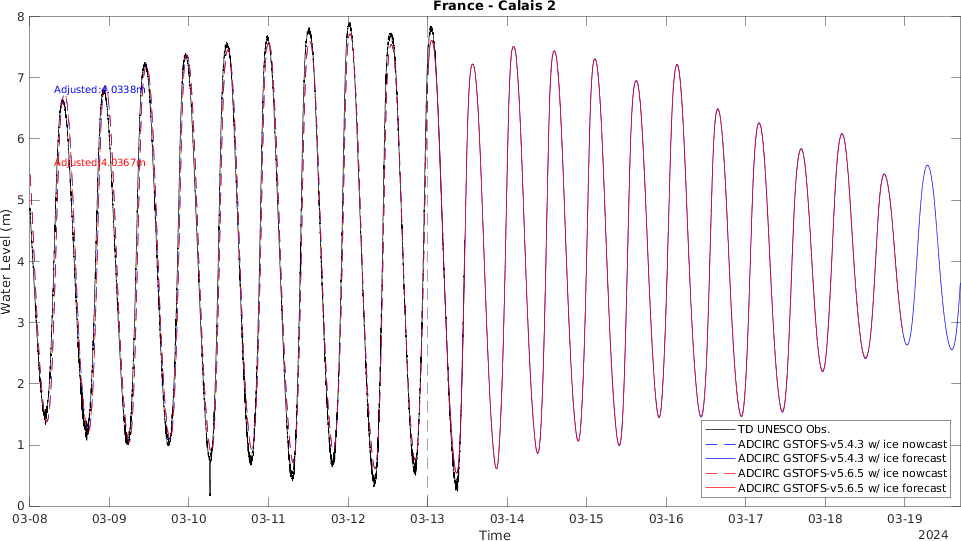 France - Calais 2
8
7
6
5
4
3
2
1
0
Water Level (m)
Adjusted:4.0338m
Adjusted:4.0367m
TD UNESCO Obs.
ADCIRC GSTOFS-v5.4.3 w/ ice nowcast
ADCIRC GSTOFS-v5.4.3 w/ ice forecast
ADCIRC GSTOFS-v5.6.5 w/ ice nowcast
ADCIRC GSTOFS-v5.6.5 w/ ice forecast
03-08 03-09 03-10 03-11 03-12 03-13 03-14 03-15 03-16 03-17 03-18 03-19
Time
2024